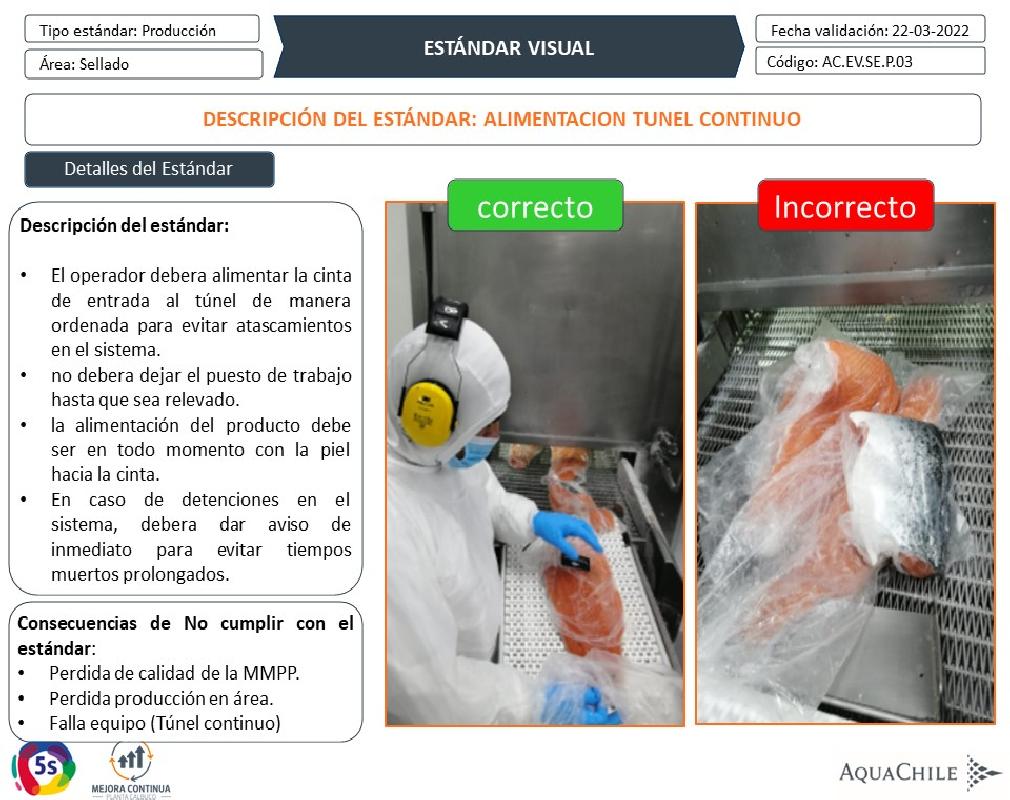 Tipo estándar: Producción
Área: Sellado
ESTÁNDAR VISUAL
Fecha validación: 22-03-2022
Código: AC.EV.SE.P.03
DESCRIPCIÓN DEL ESTÁNDAR: ALIMENTACION TUNEL CONTINUO
Detalles del Estándar
Descripción del estándar:
• El operador debera alimentar la cinta
de entrada al túnel de manera
ordenada para evitar atascamientos
en el sistema.
• no debera dejar el puesto de trabajo
hasta que sea relevado.
• la alimentación del producto debe
ser en todo momento con la piel
hacia la cinta.
• En caso de detenciones en el
sistema, debera dar aviso de
inmediato para evitar tiempos
muertos prolongados.
Consecuencias de No cumplir con el
estándar:
• Perdida de calidad de la MMPP.
• Perdida producción en área.
• Falla equipo (Túnel continuo)
correcto
Incorrecto
5s
MEJORA CONTINUA
PLANTA CALBUCO
AQUACHILE